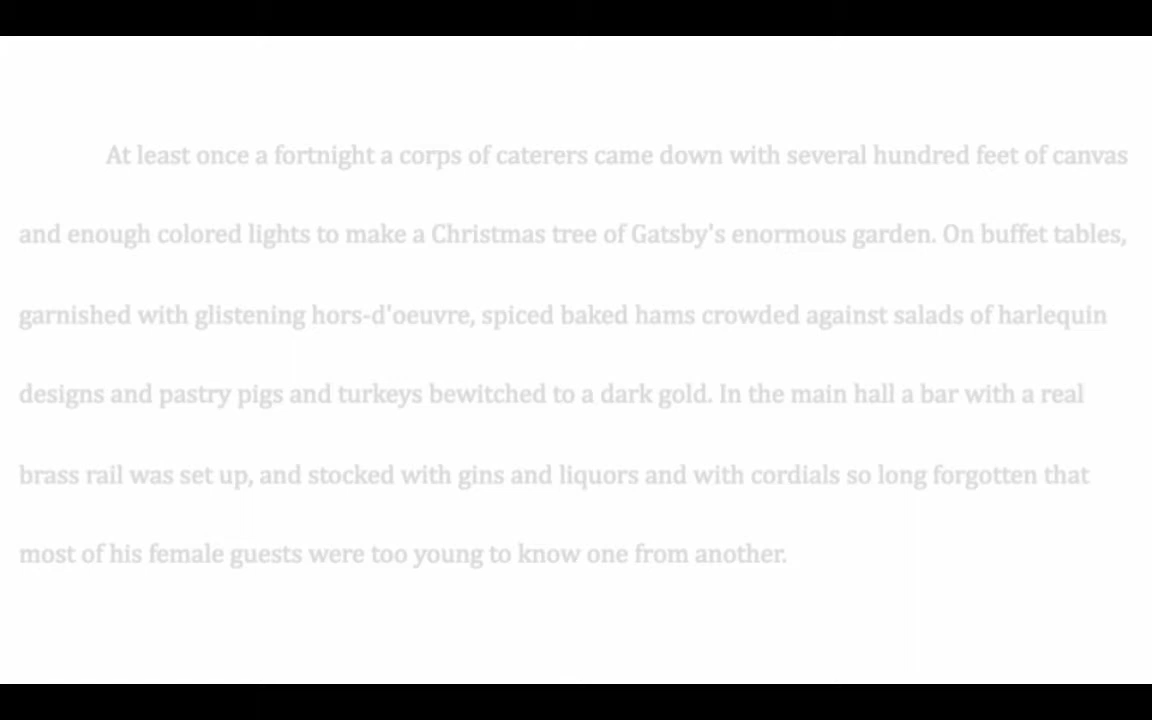 At least once a fortnight a corps of caterers came down with several hundred feet of canvas
and enough colored lights to make a Christmas tree of Gatsby's enormous garden. On buffet tables,
garnished with glistening hors-d'oeuvre, spiced baked hams crowded against salads of harlequin
designs and pastry pigs and turkeys bewitched to a dark gold. In the main hall a bar with a real
brass rail was set up, and stocked with gins and liquors and with cordials so long forgotten that
most of his female guests were too young to know one from another.